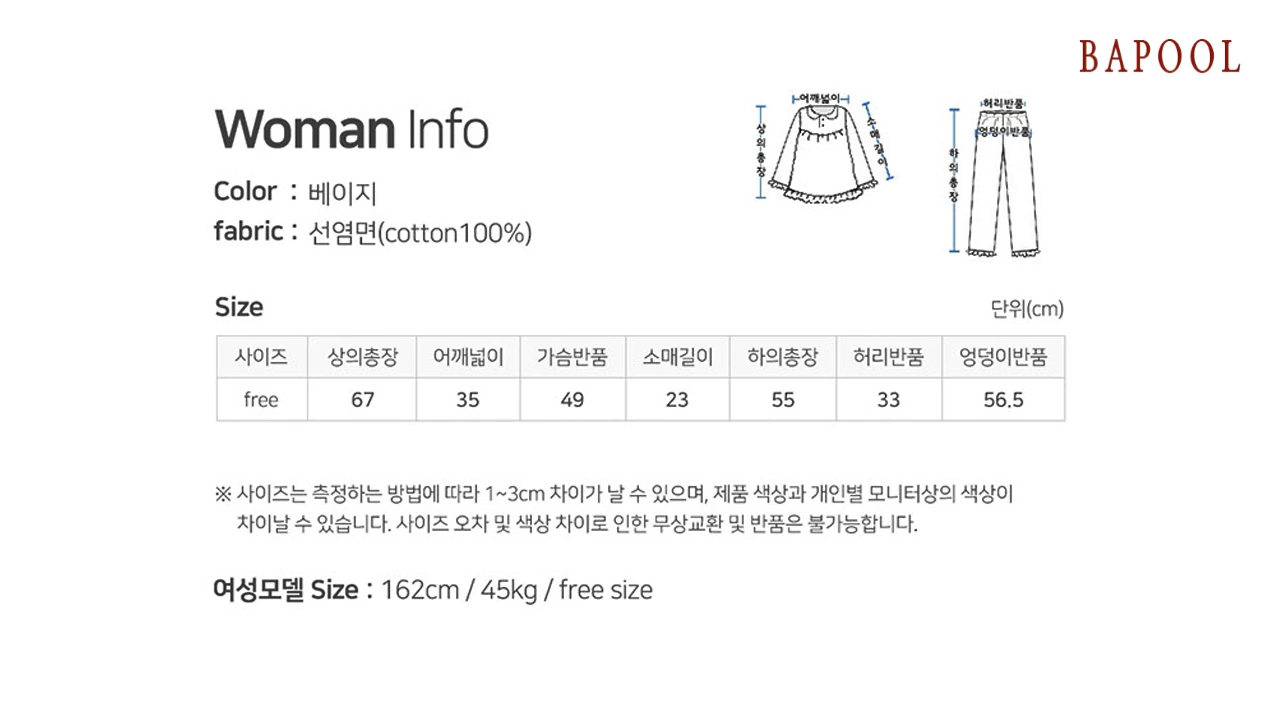 BAPOOL
Woman Info
Color : 베이지
fabric : 선염면(cotton100%)
어깨넓이
상의총장
소매길이
허리반품
엉덩이반품
하의총장
Size
단위(cm)
사이즈 상의총장 어깨넓이 가슴반품 소매길이 하의총장 허리반품 엉덩이반품
free 67 35 49 23 55 33 56.5
※ 사이즈는 측정하는 방법에 따라 1~3cm 차이가 날 수 있으며, 제품 색상과 개인별 모니터상의 색상이
차이날 수 있습니다. 사이즈 오차 및 색상 차이로 인한 무상교환 및 반품은 불가능합니다.
여성모델 Size : 162cm / 45kg / free size